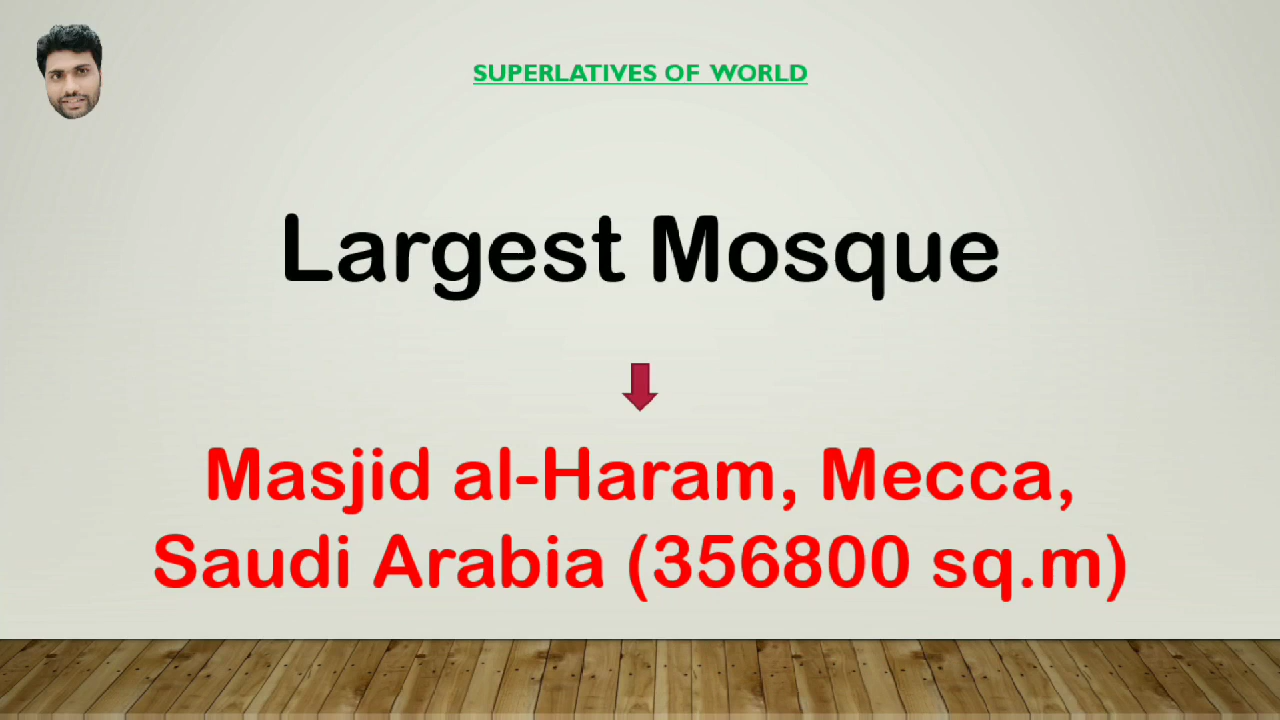 SUPERLATIVES OF WORLD
Largest Mosque
Masjid al-Haram, Mecca,
Saudi Arabia (356800 sq.m)